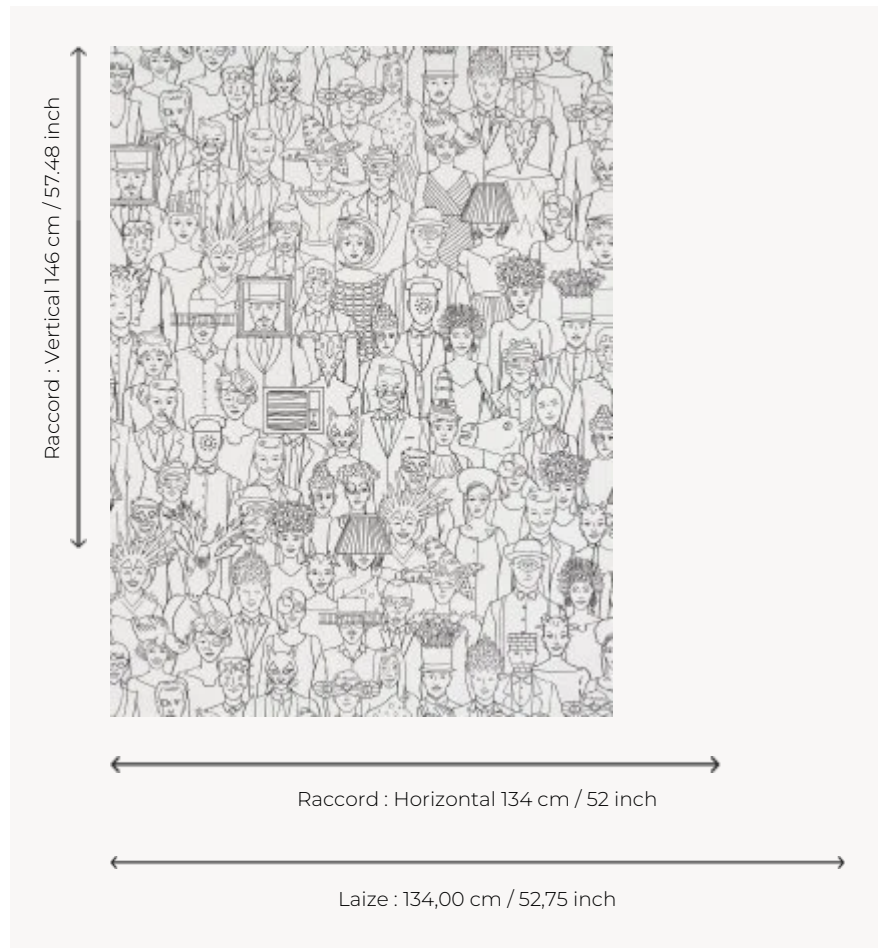 Raccord : Vertical 146 cm / 57.48 inch
Raccord : Horizontal 134 cm / 52 inch
Laize : 134,00 cm / 52,75 inch